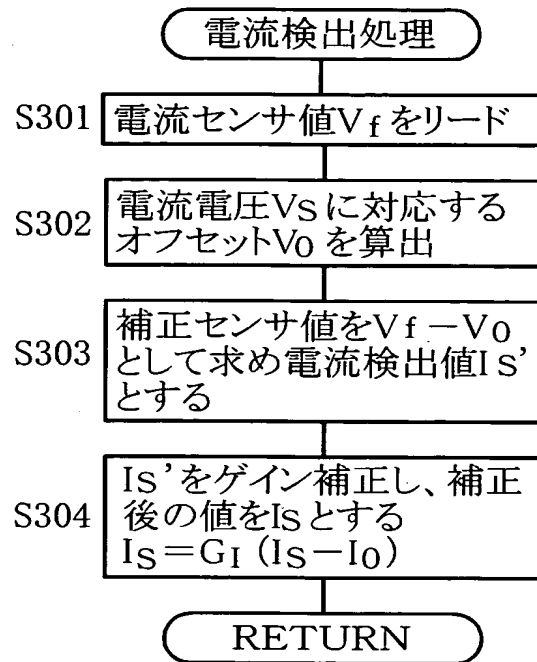 電流検出処理
S301
電流センサ値Vfをリード
S302
電流電圧VSに対応する
オフセットV0を算出
S303
補正センサ値をVf－V0
として求め電流検出値IS’
とする
S304
IS’をゲイン補正し、補正
後の値をISとする
IS＝GI(IS－I0)
RETURN